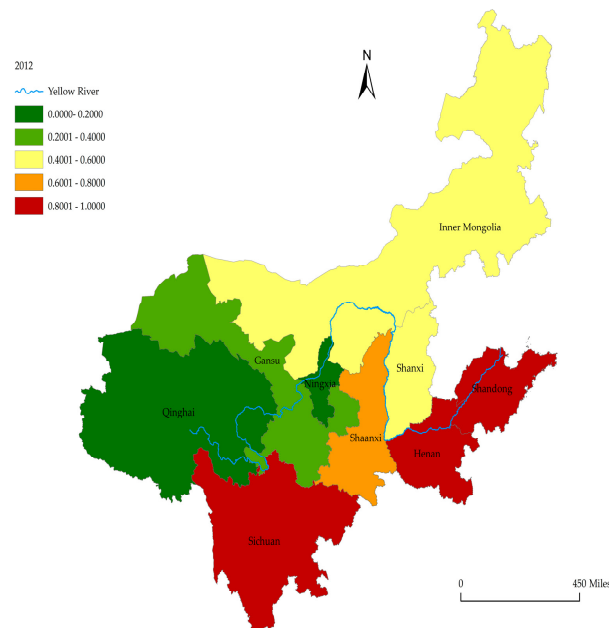 N
2012
Yellow River
0.0000- 0.2000
0.2001 - 0.4000
0.4001 - 0.6000
0.6001 - 0.8000
0.8001 - 1.0000
Inner Mongolia
Gansu
Ningxia
Shanxi
Shandong
Qinghai
Shaanxi
Henan
Sichuan
0 450 Miles